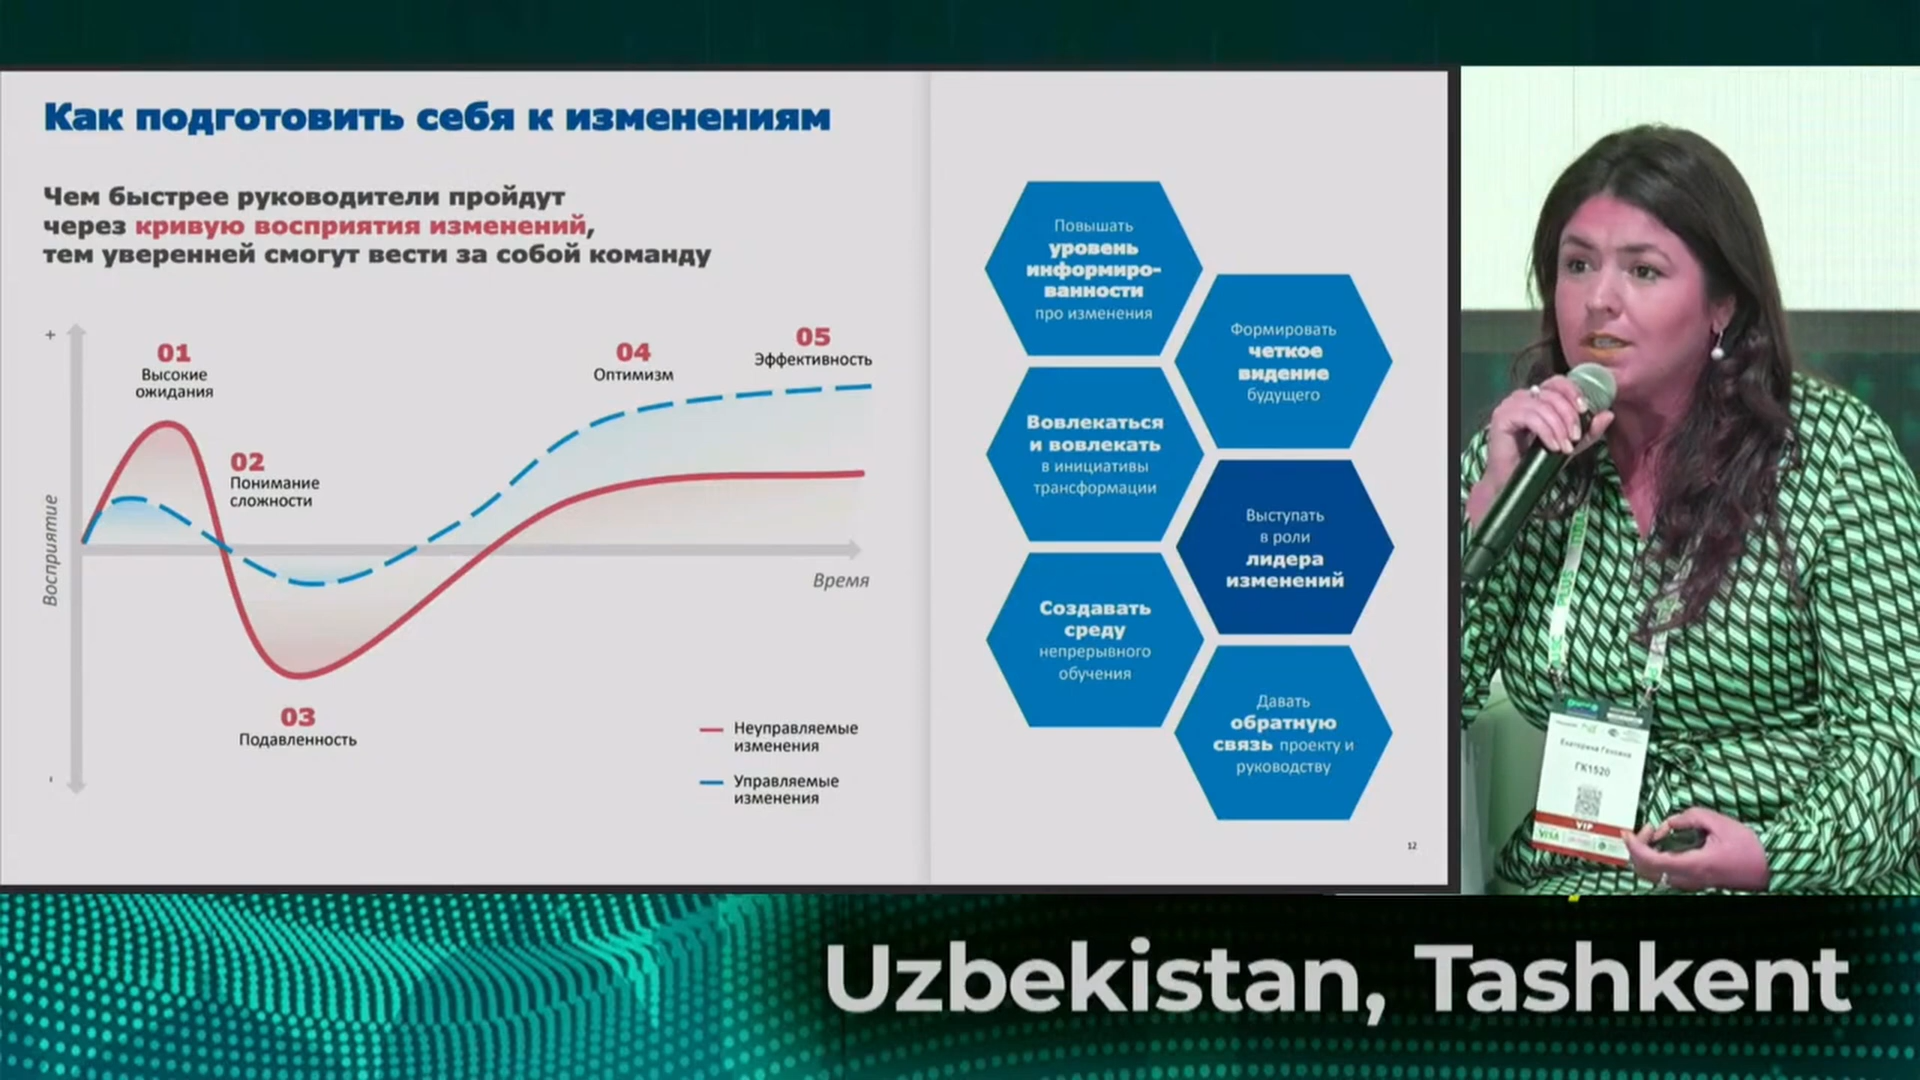 Как подготовить себя к изменениям
Чем быстрее руководители пройдут
через кривую восприятия изменений,
тем уверенней смогут вести за собой команду
+
Восприятие
01
Высокие
ожидания
02
Понимание
сложности
03
Подавленность
04
Оптимизм
05
Эффективность
Время
Неуправляемые
изменения
Управляемые
изменения
Повышать
уровень
информиро-
ванности
про изменения
Формировать
четкое
видение
будущего
Вовлекаться
и вовлекать
в инициативы
трансформации
Выступать
в роли
лидера
изменений
Создавать
среду
непрерывного
обучения
Давать
обратную
связь проекту и
руководству
12
PLUS
Екатерина
ГК1520
VIP
VISA
Uzbekistan, Tashkent